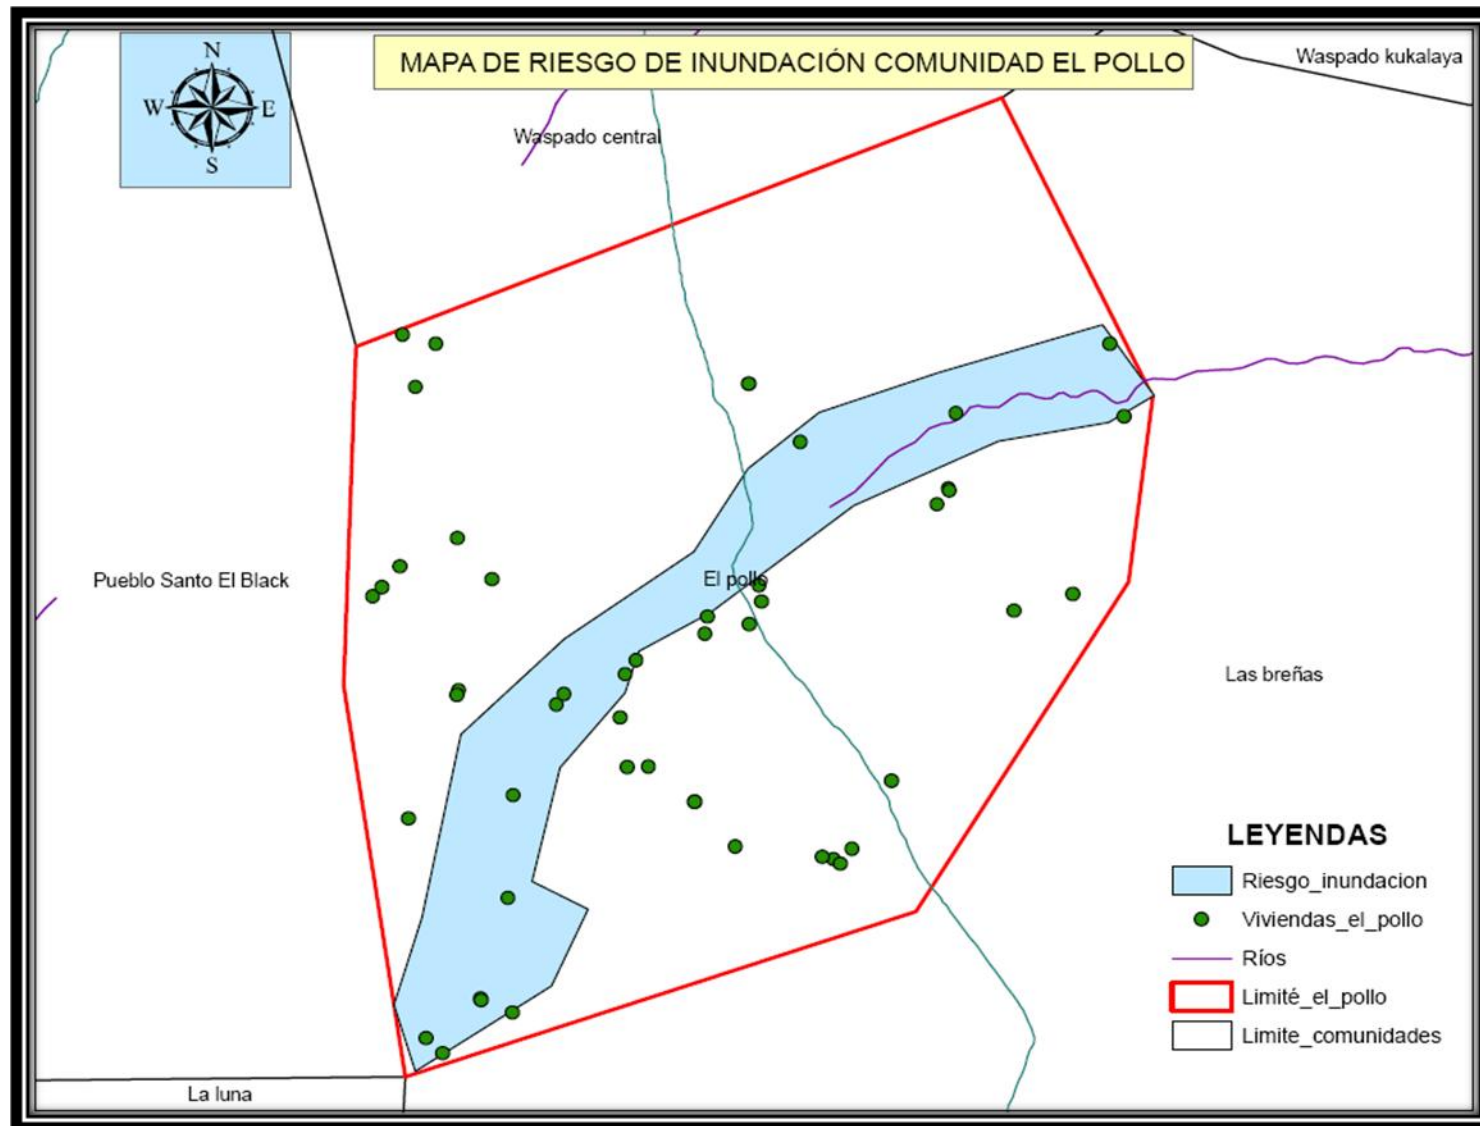 MAPA DE RIESGO DE INUNDACIÓN COMUNIDAD EL POLLO
N
W
E
S
Waspado kukalaya
Waspado central
Pueblo Santo El Black
El pollo
Las breñas
La luna
LEYENDAS
Riesgo_inundacion
Viviendas_el_pollo
Ríos
Limité_el_pollo
Limite_comunidades